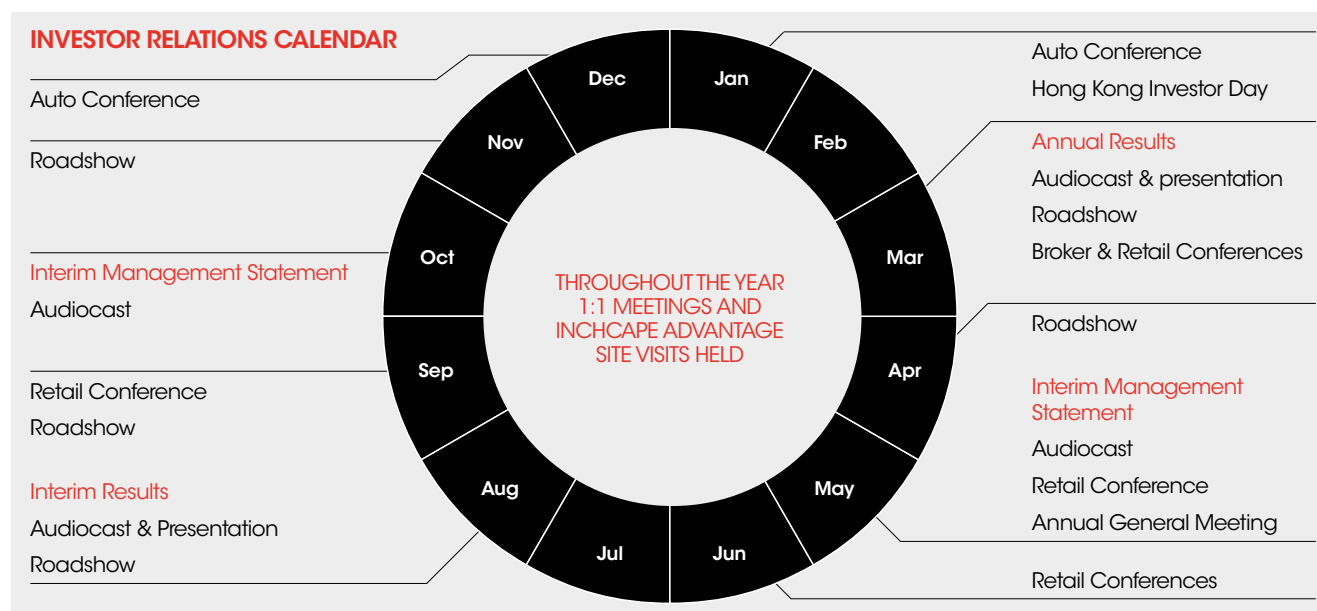 INVESTOR RELATIONS CALENDAR
Auto Conference
Roadshow
Interim Management Statement
Audiocast
Retail Conference
Roadshow
Interim Results
Audiocast & Presentation
Roadshow
Jan
Feb
Mar
Apr
May
Jun
Jul
Aug
Sep
Oct
Nov
Dec
THROUGHOUT THE YEAR
1:1 MEETINGS AND
INCHCAPE ADVANTAGE
SITE VISITS HELD
Auto Conference
Hong Kong Investor Day
Annual Results
Audiocast & presentation
Roadshow
Broker & Retail Conferences
Roadshow
Interim Management
Statement
Audiocast
Retail Conference
Annual General Meeting
Retail Conferences